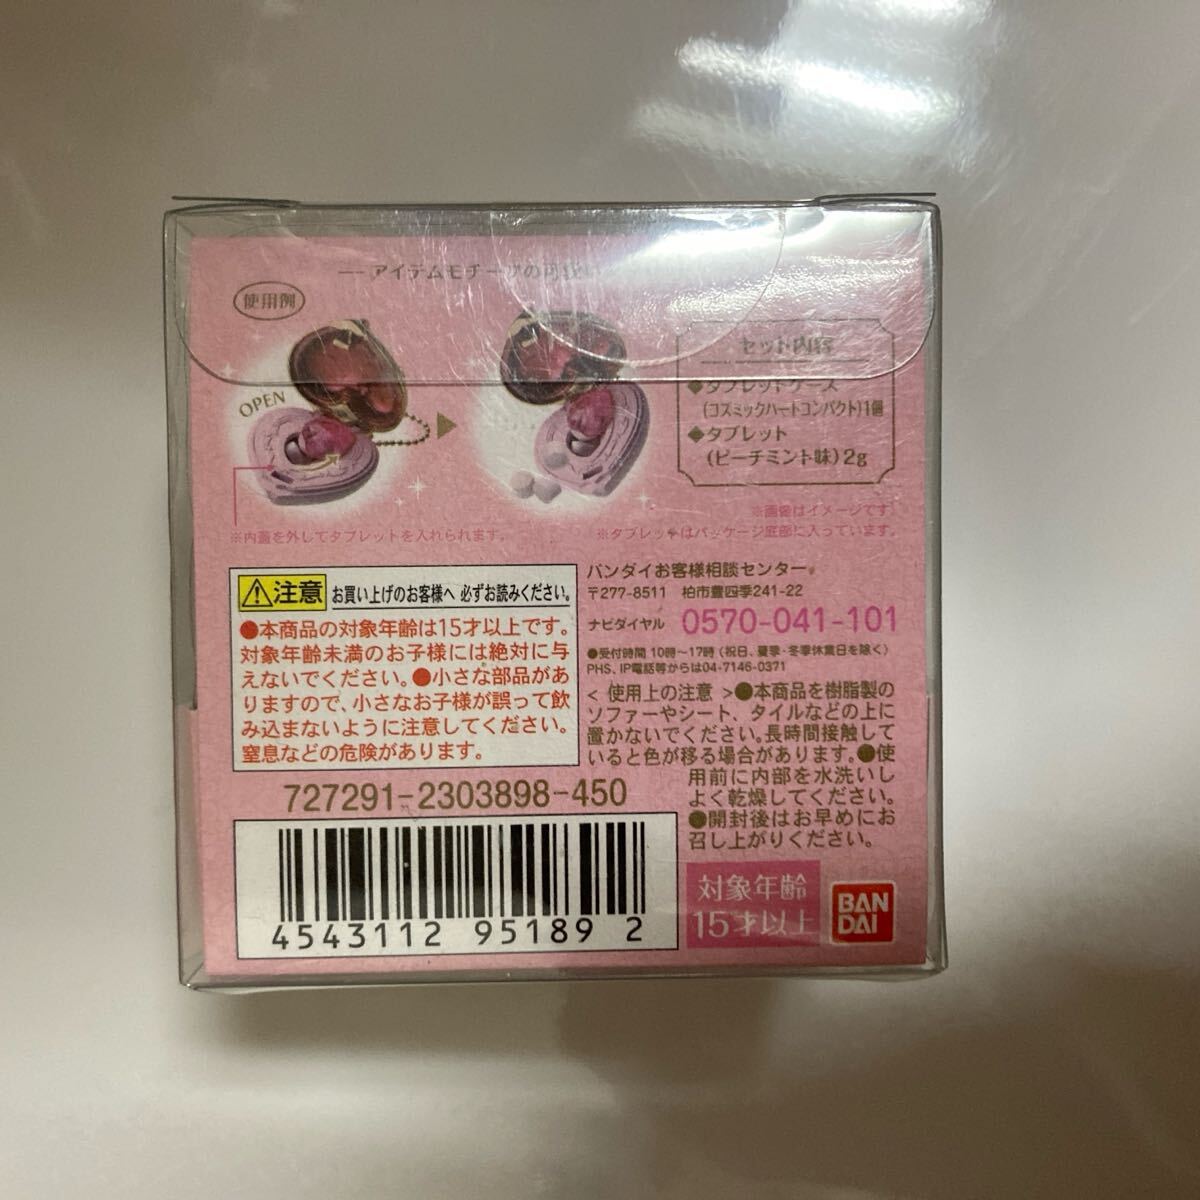 アイテムモチーフの可愛い
使用例
OPEN
※内蓋を外してタブレットを入れられます。
セット内容
◆タブレットケース
(コズミックハートコンパクト)1個
◆タブレット
(ピーチミント味)2g
※画像はイメージです
※タブレットはパッケージ底部に入っています。
注意 お買い上げのお客様へ 必ずお読みください。
●本商品の対象年齢は15才以上です。
対象年齢未満のお子様には絶対に与
えないでください。●小さな部品があ
りますので、小さなお子様が誤って飲
み込まないように注意してください。
窒息などの危険があります。
バンダイお客様相談センター
〒277-8511 柏市豊四季241-22
ナビダイヤル 0570-041-101
●受付時間 10時〜17時(祝日、夏季・冬季休業日を除く)
PHS、IP電話等からは04-7146-0371
< 使用上の注意 >●本商品を樹脂製の
ソファーやシート、タイルなどの上に
置かないでください。長時間接触して
いると色が移る場合があります。●使
用前に内部を水洗いし
よく乾燥してください。
●開封後はお早めにお
召し上がりください。
727291-2303898-450
4543112 95189 2
対象年齢
15才以上
BAN
DAI